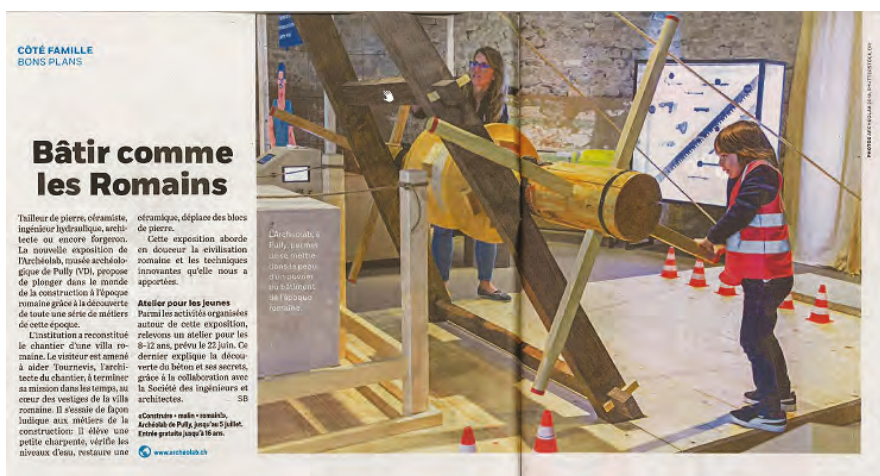 CÔTÉ FAMILLE
BONS PLANS
Bâtir comme
les Romains
Tailleur de pierre, céramiste,
ingénieur hydraulique, archi-
tecte ou encore forgeron.
La nouvelle exposition de
l'Archéolab, musée archéolo-
gique de Pully (VD), propose
de plonger dans le monde
de la construction à l'époque
romaine grâce à la découverte
de toute une série de métiers
de cette époque.
L'institution a reconstitué
le chantier d'une villa ro-
maine. Le visiteur est amené
à aider Tournevis, l'archi-
tecte du chantier, à terminer
sa mission dans les temps, au
cœur des vestiges de la villa
romaine. Il s'essaie de façon
ludique aux métiers de la
construction: il élève une
petite charpente, vérifie les
niveaux d'eau, restaure une
céramique, déplace des blocs
de pierre.
Cette exposition aborde
en douceur la civilisation
romaine et les techniques
innovantes qu'elle nous a
apportées.
Atelier pour les jeunes
Parmi les activités organisées
autour de cette exposition,
relevons un atelier pour les
8-12 ans, prévu le 22 juin. Ce
dernier explique la décou-
verte du béton et ses secrets,
grâce à la collaboration avec
la Société des ingénieurs et
architectes. SB
«Construire • malin • romain!»,
Archéolab de Pully, jusqu'au 5 juillet.
Entrée gratuite jusqu'à 16 ans.
www.archeolab.ch
L'Archéolab, à
Pully, permet
de se mettre
dans la peau
d'un ouvrier
du bâtiment
de l'époque
romaine.
PHOTOS ARCHÉOLAB 2019, SHUTTERSTOCK, DR